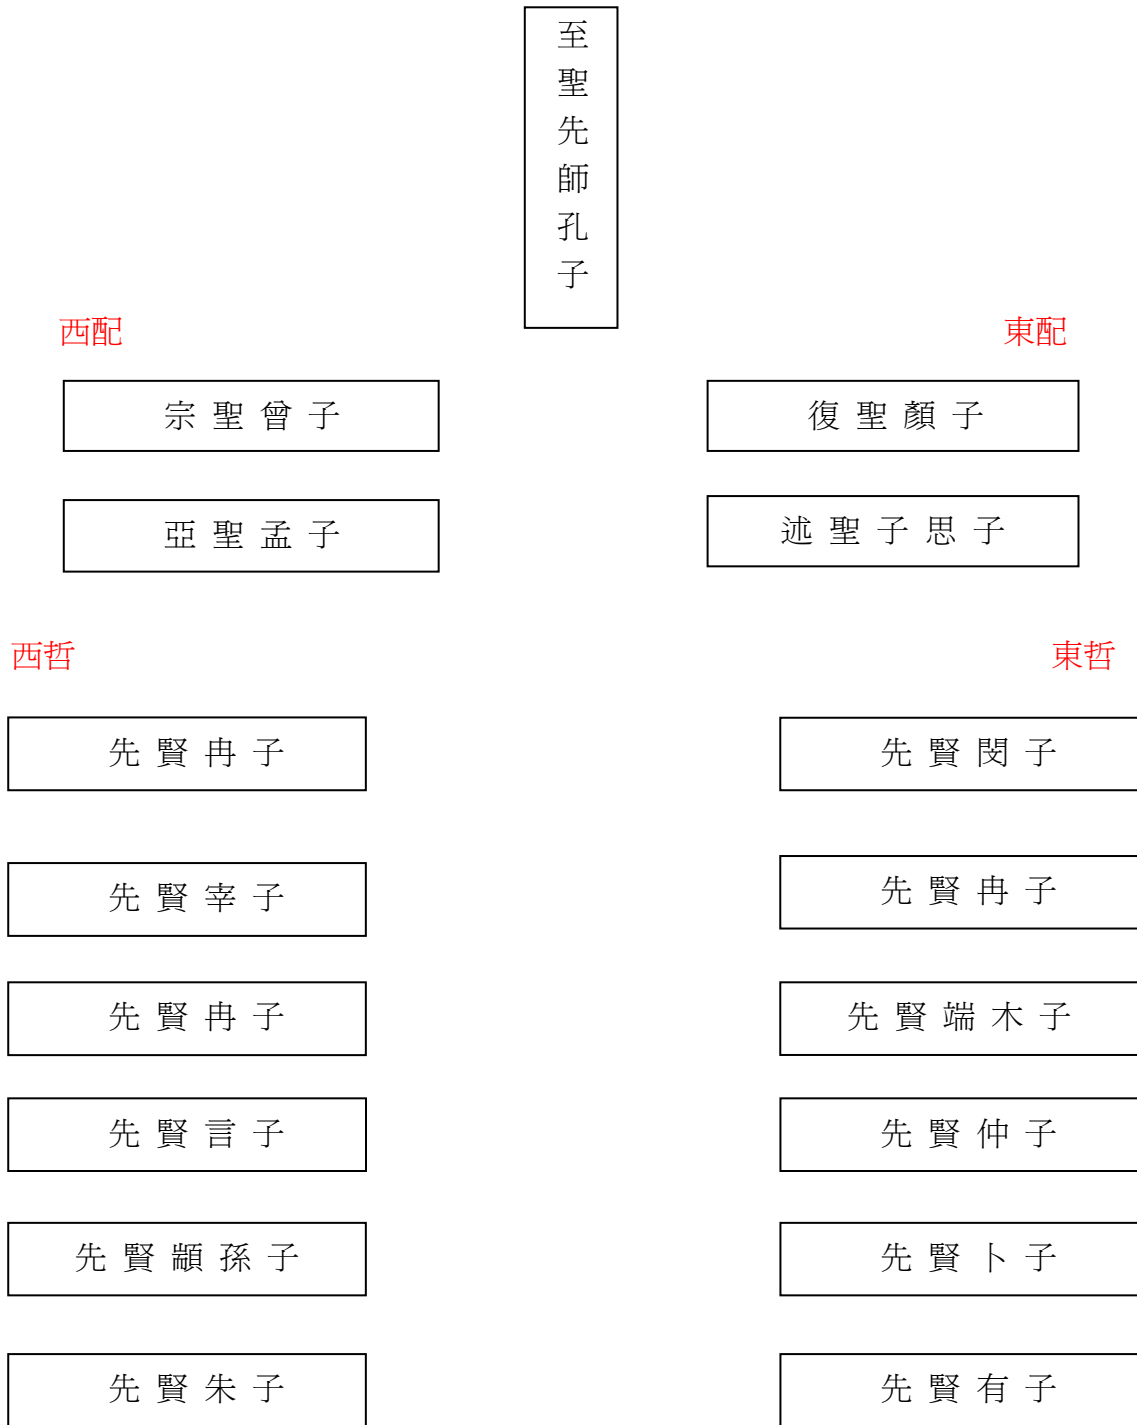 至聖先師孔子
西配
東配
宗聖曾子
復聖顏子
亞聖孟子
述聖子思子
西哲
東哲
先賢冉子
先賢閔子
先賢宰子
先賢冉子
先賢冉子
先賢端木子
先賢言子
先賢仲子
先賢顓孫子
先賢卜子
先賢朱子
先賢有子